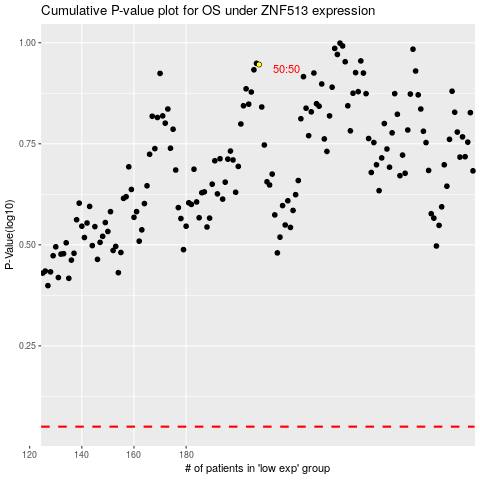 Cumulative P-value plot for OS under ZNF513 expression
1.00
50:50
0.75
P-Value(log10)
0.50
0.25
120 140 160 180
# of patients in 'low exp' group